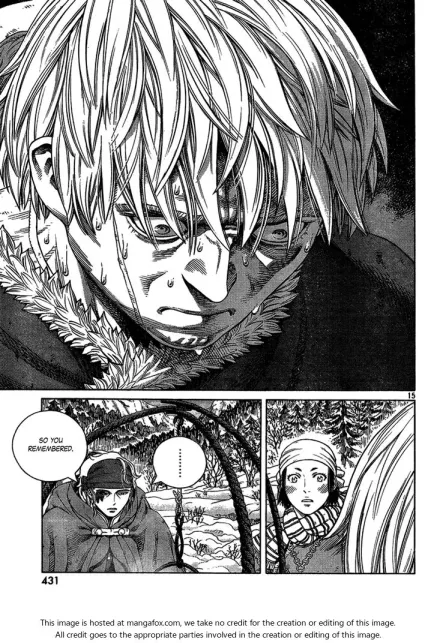 15
SO YOU
REMEMBERED.
.........
431
This image is hosted at mangafox.com, we take no credit for the creation or editing of this image.
All credit goes to the appropriate parties involved in the creation or editing of this image.